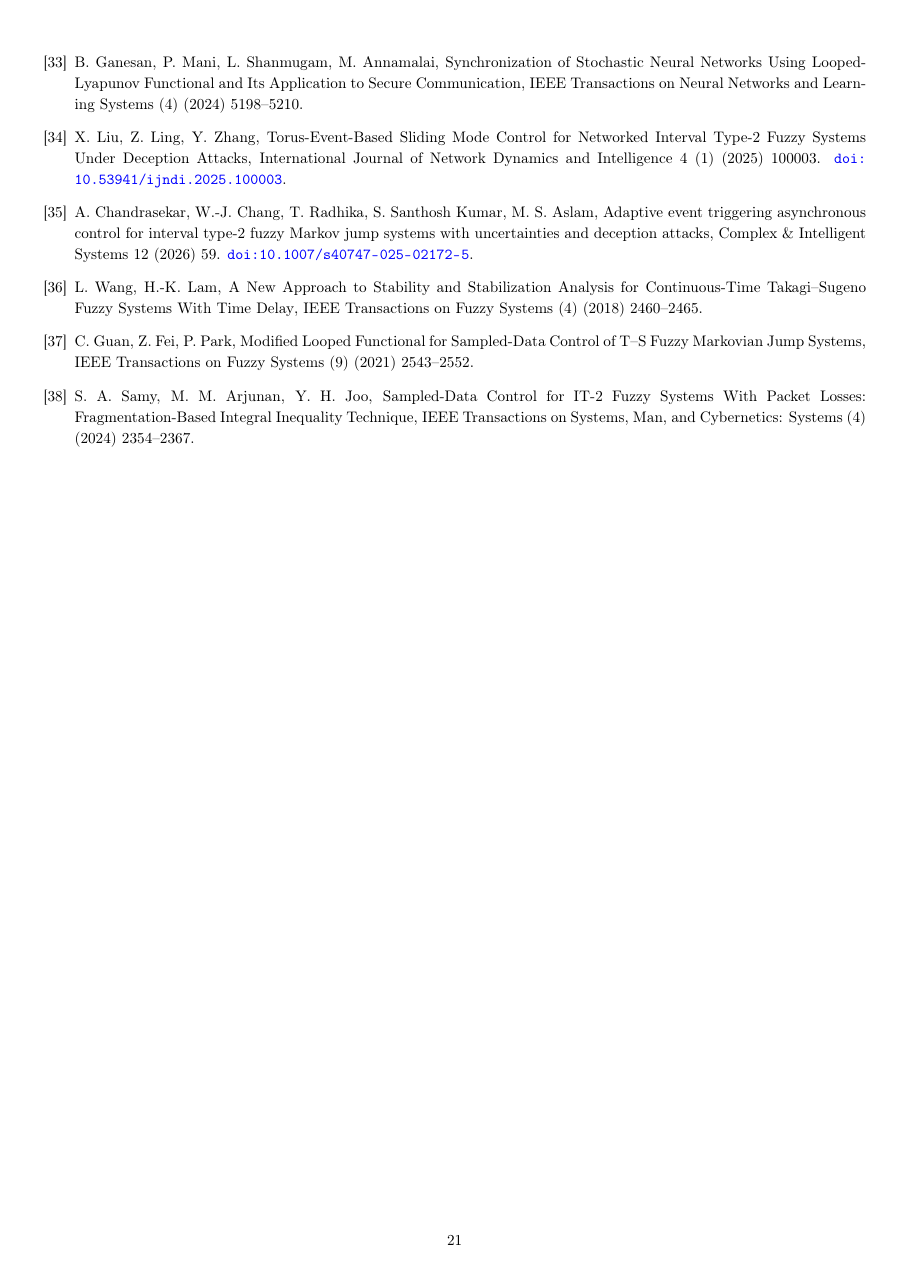 [33] B. Ganesan, P. Mani, L. Shanmugam, M. Annamalai, Synchronization of Stochastic Neural Networks Using Looped-
Lyapunov Functional and Its Application to Secure Communication, IEEE Transactions on Neural Networks and Learn-
ing Systems (4) (2024) 5198–5210.
[34] X. Liu, Z. Ling, Y. Zhang, Torus-Event-Based Sliding Mode Control for Networked Interval Type-2 Fuzzy Systems
Under Deception Attacks, International Journal of Network Dynamics and Intelligence 4 (1) (2025) 100003. doi:
10.53941/ijndi.2025.100003.
[35] A. Chandrasekar, W.-J. Chang, T. Radhika, S. Santhosh Kumar, M. S. Aslam, Adaptive event triggering asynchronous
control for interval type-2 fuzzy Markov jump systems with uncertainties and deception attacks, Complex & Intelligent
Systems 12 (2026) 59. doi:10.1007/s40747-025-02172-5.
[36] L. Wang, H.-K. Lam, A New Approach to Stability and Stabilization Analysis for Continuous-Time Takagi–Sugeno
Fuzzy Systems With Time Delay, IEEE Transactions on Fuzzy Systems (4) (2018) 2460–2465.
[37] C. Guan, Z. Fei, P. Park, Modified Looped Functional for Sampled-Data Control of T–S Fuzzy Markovian Jump Systems,
IEEE Transactions on Fuzzy Systems (9) (2021) 2543–2552.
[38] S. A. Samy, M. M. Arjunan, Y. H. Joo, Sampled-Data Control for IT-2 Fuzzy Systems With Packet Losses:
Fragmentation-Based Integral Inequality Technique, IEEE Transactions on Systems, Man, and Cybernetics: Systems (4)
(2024) 2354–2367.
21